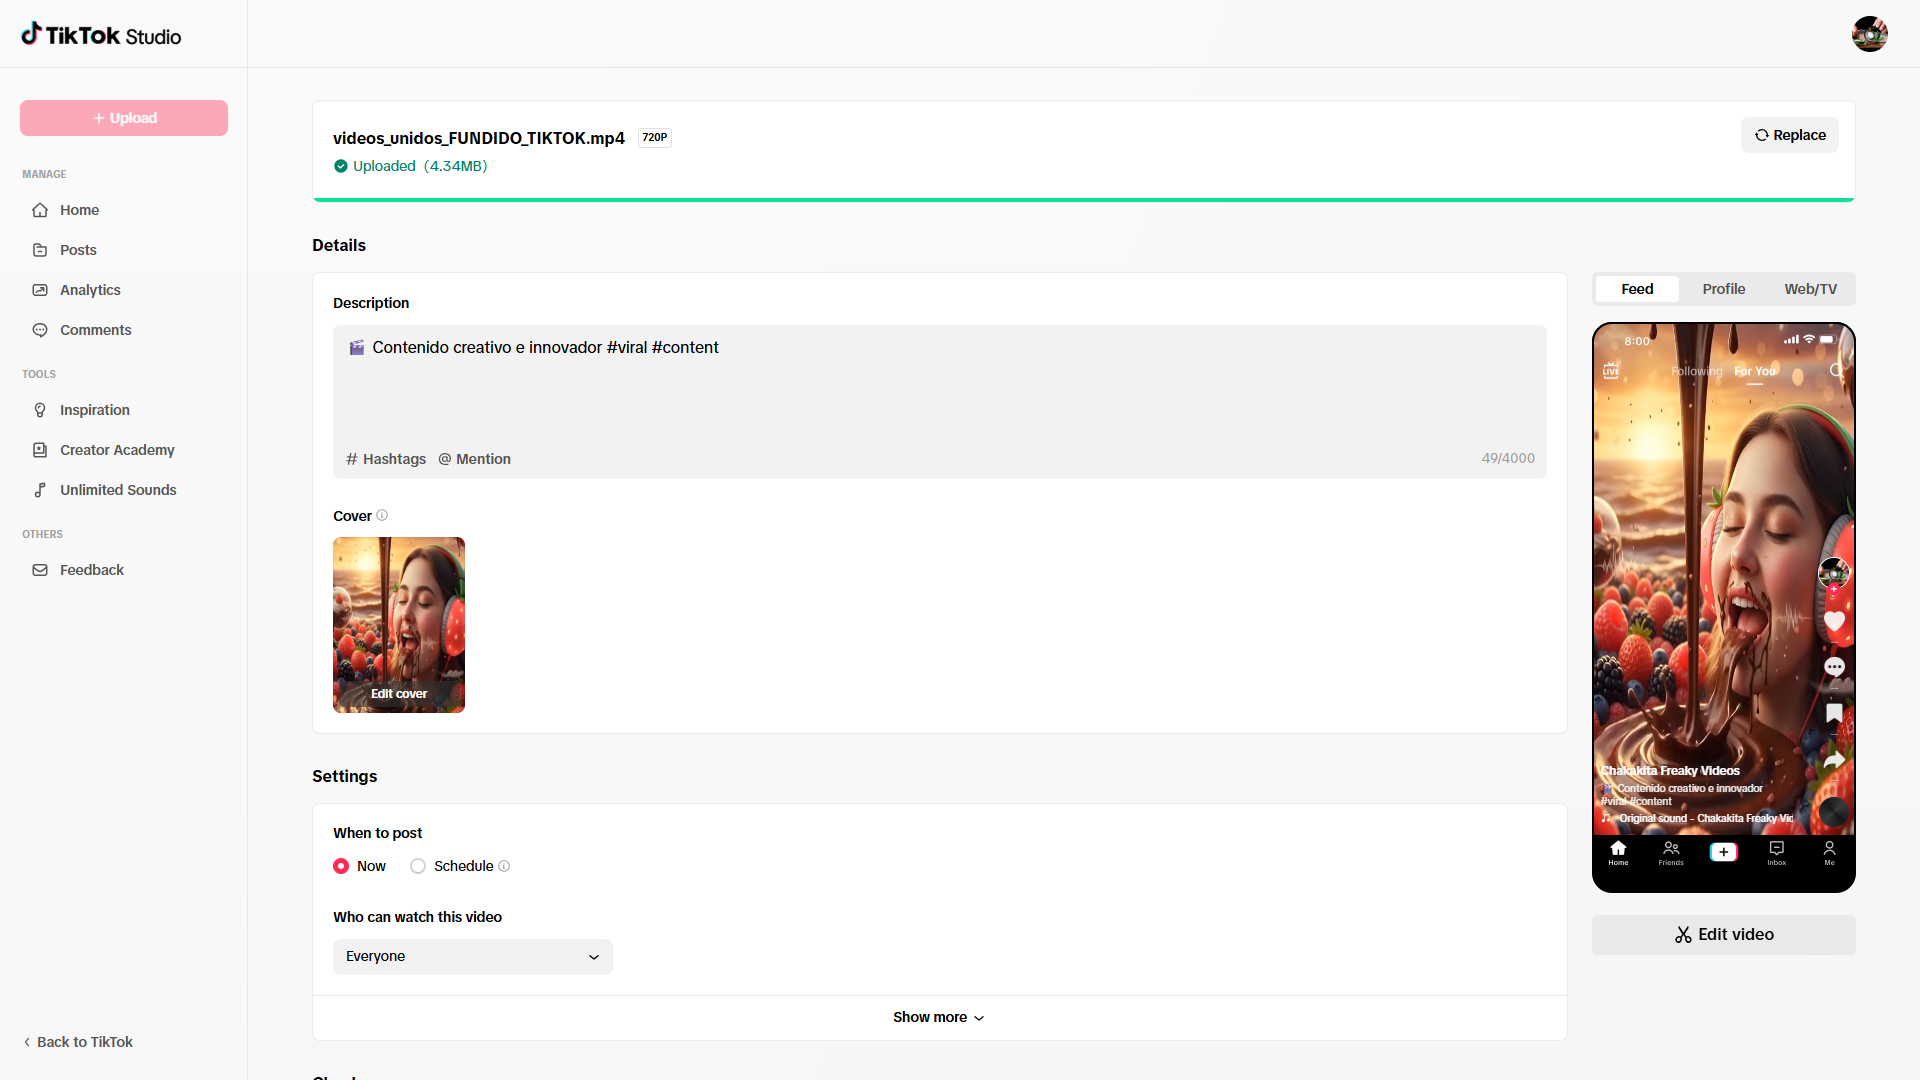 TikTok Studio
+ Upload
MANAGE
Home
Posts
Analytics
Comments
TOOLS
Inspiration
Creator Academy
Unlimited Sounds
OTHERS
Feedback
Back to TikTok
videos_unidos_FUNDIDO_TIKTOK.mp4 720P
Uploaded (4.34MB)
Replace
Details
Description
🎬 Contenido creativo e innovador #viral #content
# Hashtags @ Mention 49/4000
Cover
Edit cover
Settings
When to post
Now Schedule
Who can watch this video
Everyone
Show more
Feed Profile Web/TV
8:00
LIVE Following For You
Chakakita Freaky Videos
🎬 Contenido creativo e innovador
#viral #content
Original sound - Chakakita Freaky Vid
Home Friends Inbox Me
Edit video